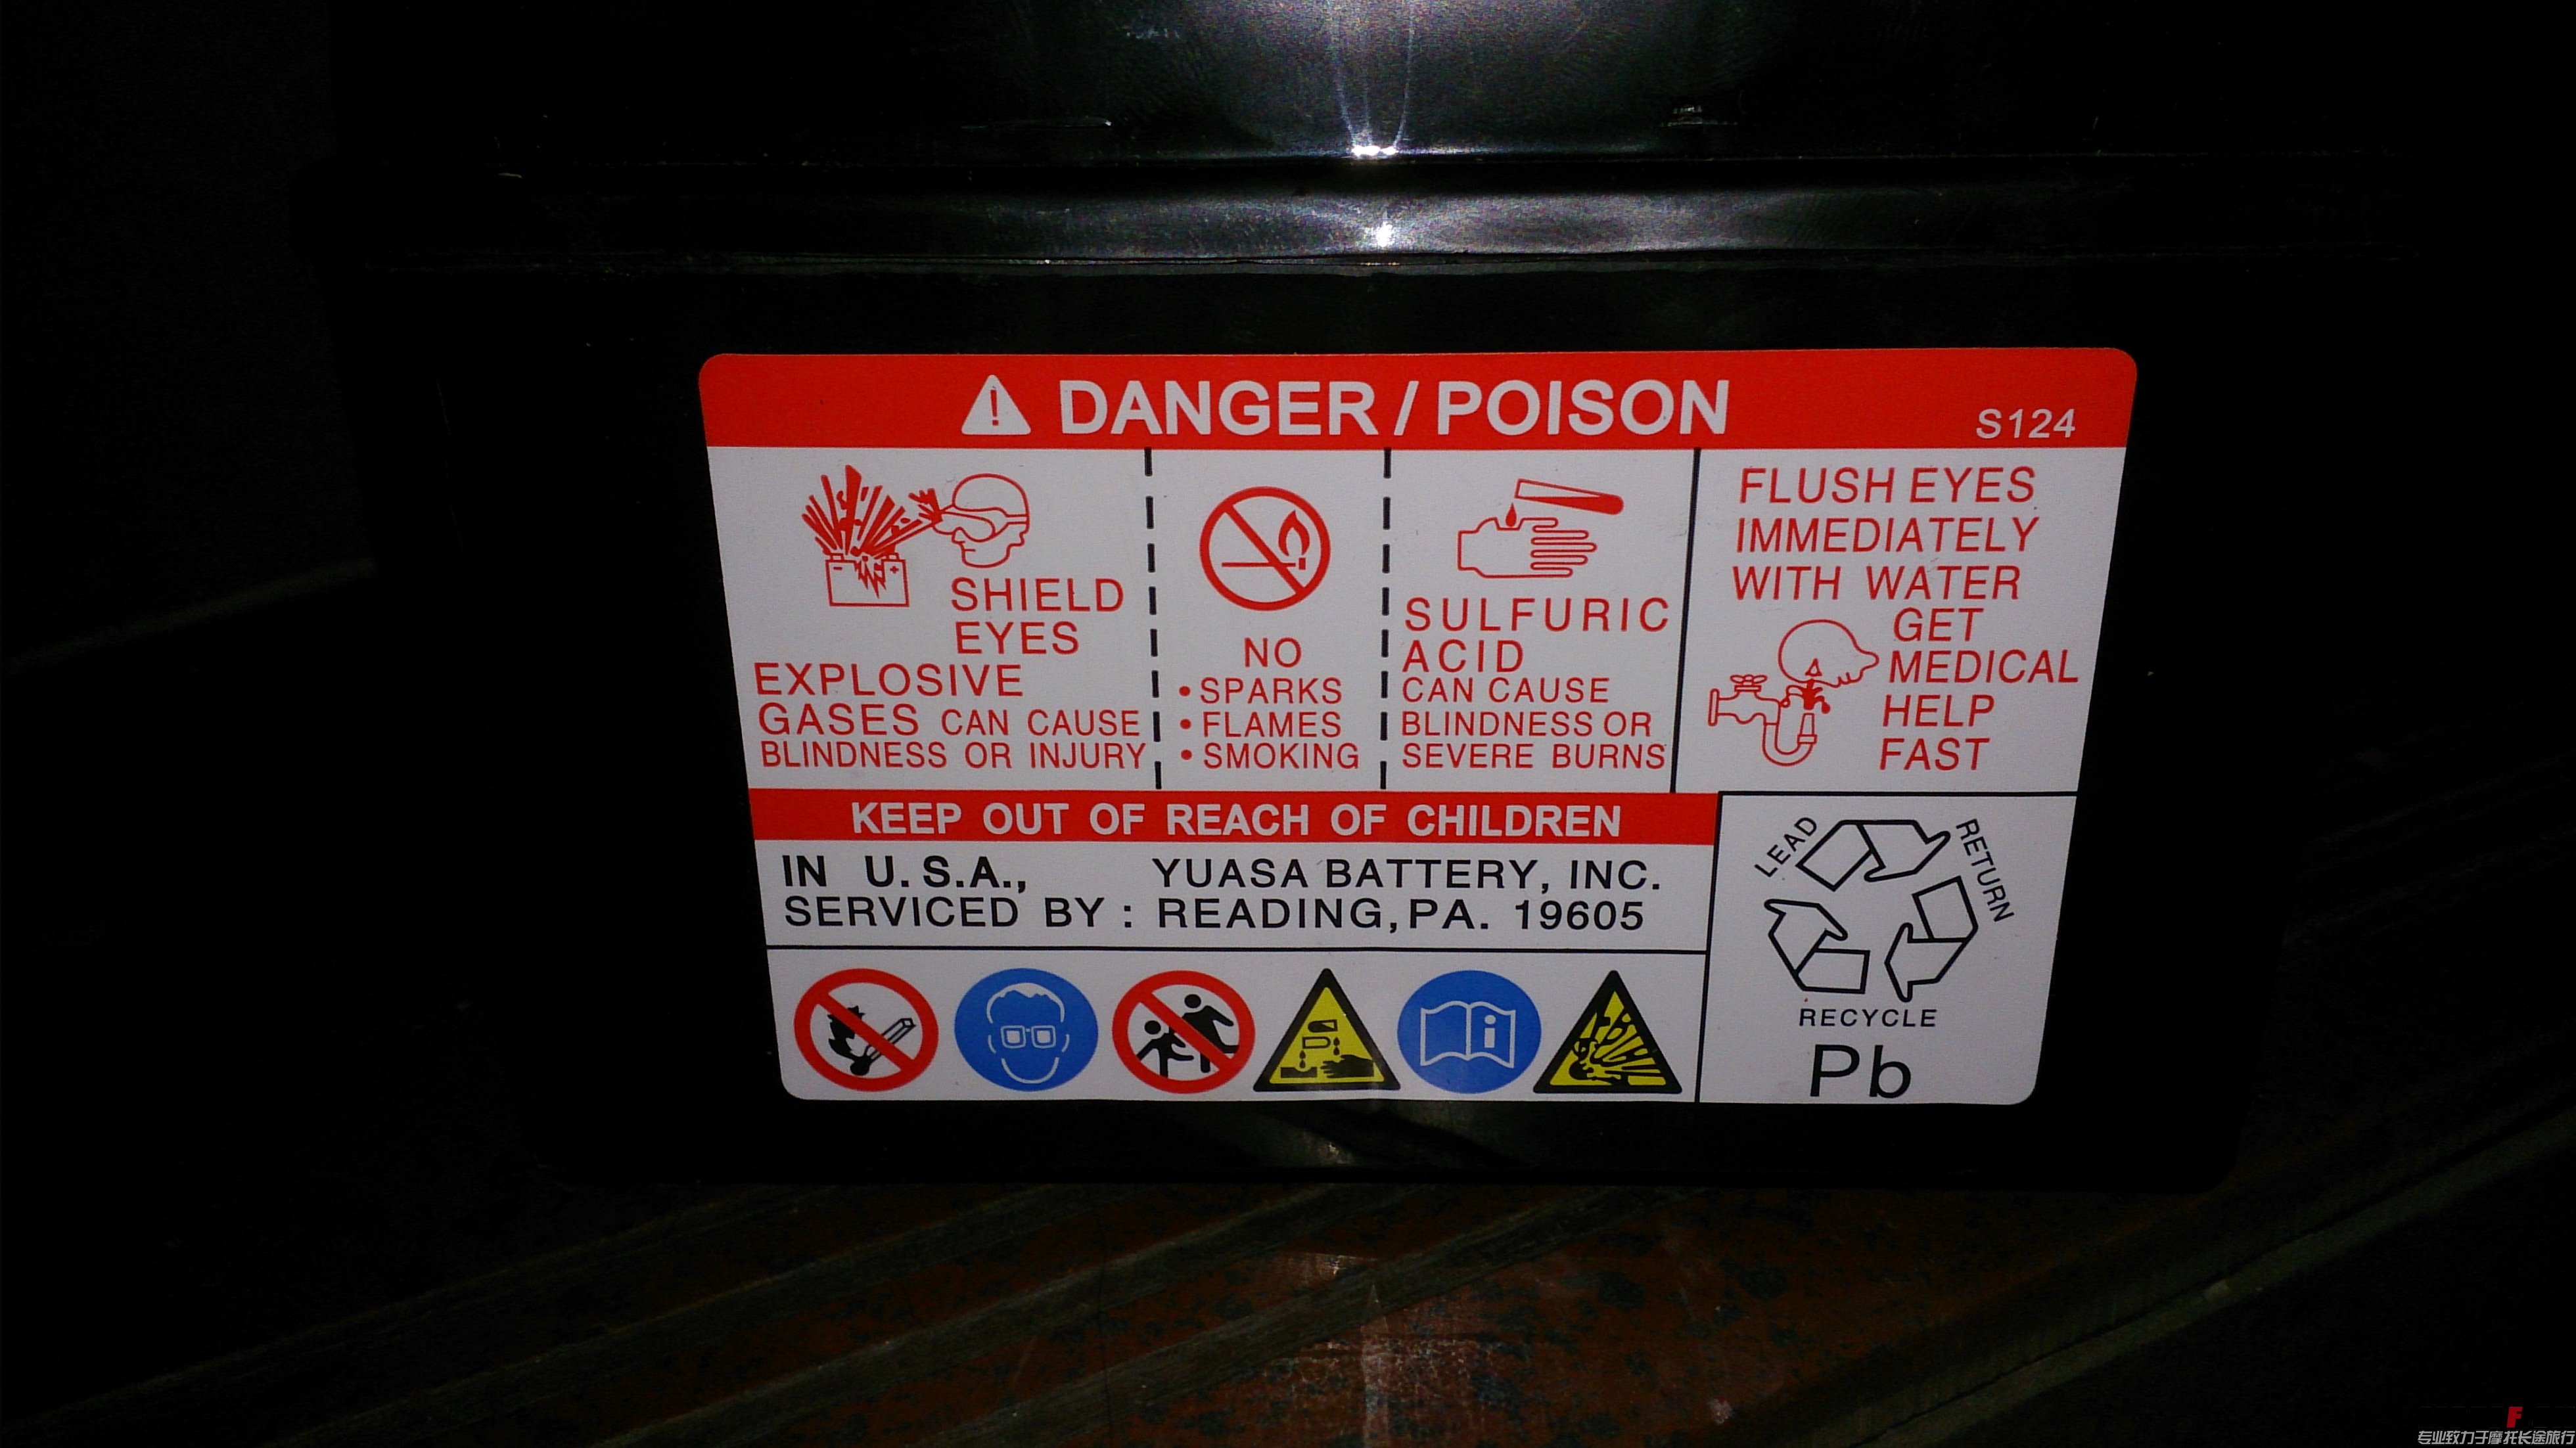 DANGER / POISON
S124
SHIELD
EYES
EXPLOSIVE
GASES CAN CAUSE
BLINDNESS OR INJURY
NO
• SPARKS
• FLAMES
• SMOKING
SULFURIC
ACID
CAN CAUSE
BLINDNESS OR
SEVERE BURNS
FLUSH EYES
IMMEDIATELY
WITH WATER
GET
MEDICAL
HELP
FAST
KEEP OUT OF REACH OF CHILDREN
IN U.S.A., YUASA BATTERY, INC.
SERVICED BY : READING, PA. 19605
LEAD
RETURN
RECYCLE
Pb
F
专业致力于摩托长途旅行